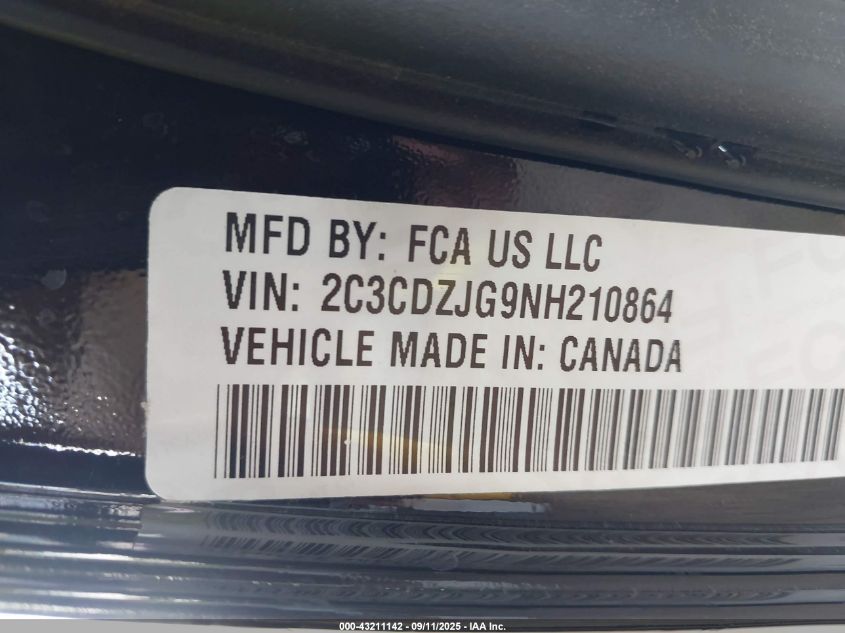 MFD BY: FCA US LLC
VIN: 2C3CDZJG9NH210864
VEHICLE MADE IN: CANADA
000-43211142 - 09/11/2025 - IAA Inc.